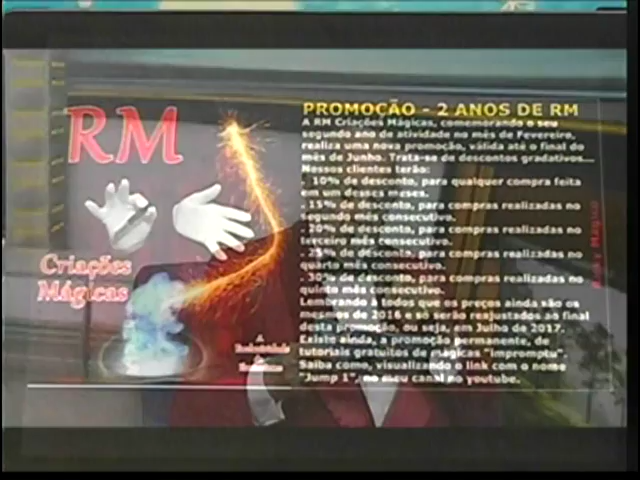 RM
Criações
Mágicas
PROMOÇÃO - 2 ANOS DE RM
A RM Criações Mágicas, comemorando o seu
segundo ano de atividade no mês de Fevereiro,
realiza uma nova promoção, válida até o final do
mês de Junho. Trata-se de descontos gradativos...
Nossos clientes terão:
. 10% de desconto, para qualquer compra feita
em um desses meses.
. 15% de desconto, para compras realizadas no
segundo mês consecutivo.
. 20% de desconto, para compras realizadas no
terceiro mês consecutivo.
. 25% de desconto, para compras realizadas no
quarto mês consecutivo.
. 30% de desconto, para compras realizadas no
quinto mês consecutivo.
Lembrando à todos que os preços ainda são os
mesmos de 2016 e só serão reajustados ao final
desta promoção, ou seja, em Julho de 2017.
Existe ainda, a promoção permanente, de
tutoriais gratuitos de mágicas "impromptu".
Saiba como, visualizando o link com o nome
"Jump 1", no meu canal no youtube.
Mágico